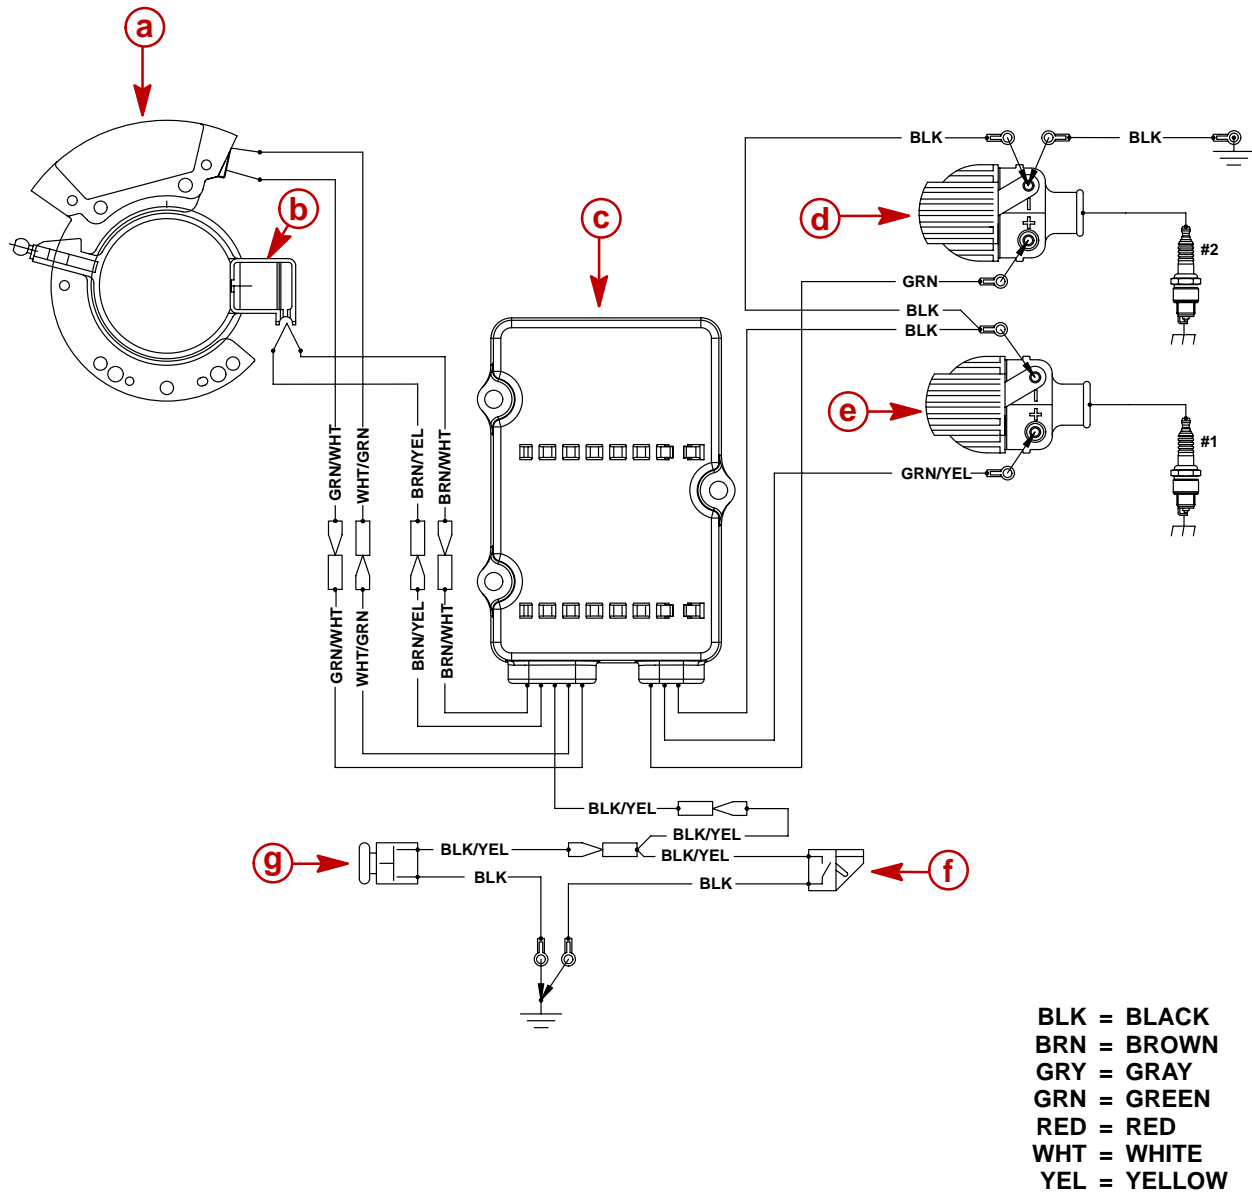 a
b
c
d
e
f
g
BLK
BLK
#2
GRN
BLK
BLK
#1
GRN/YEL
GRN/WHT
WHT/GRN
BRN/YEL
BRN/WHT
GRN/WHT
WHT/GRN
BRN/YEL
BRN/WHT
BLK/YEL
BLK/YEL
BLK/YEL
BLK/YEL
BLK
BLK
BLK = BLACK
BRN = BROWN
GRY = GRAY
GRN = GREEN
RED = RED
WHT = WHITE
YEL = YELLOW